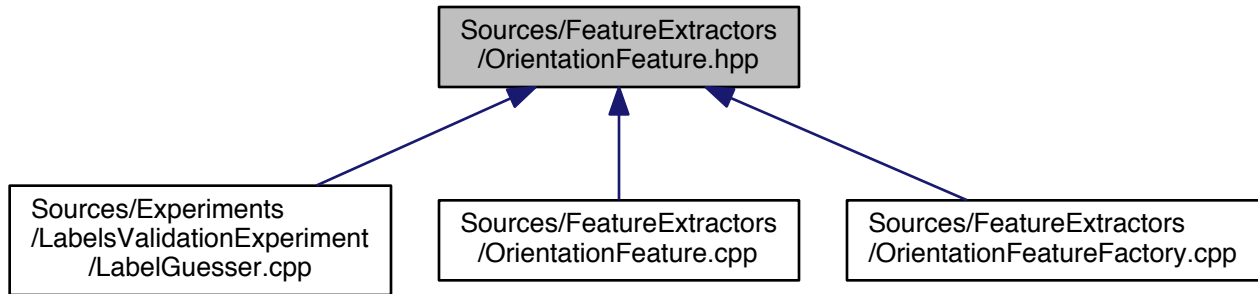 Sources/FeatureExtractors
/OrientationFeature.hpp
Sources/Experiments
/LabelsValidationExperiment
/LabelGuesser.cpp
Sources/FeatureExtractors
/OrientationFeature.cpp
Sources/FeatureExtractors
/OrientationFeatureFactory.cpp